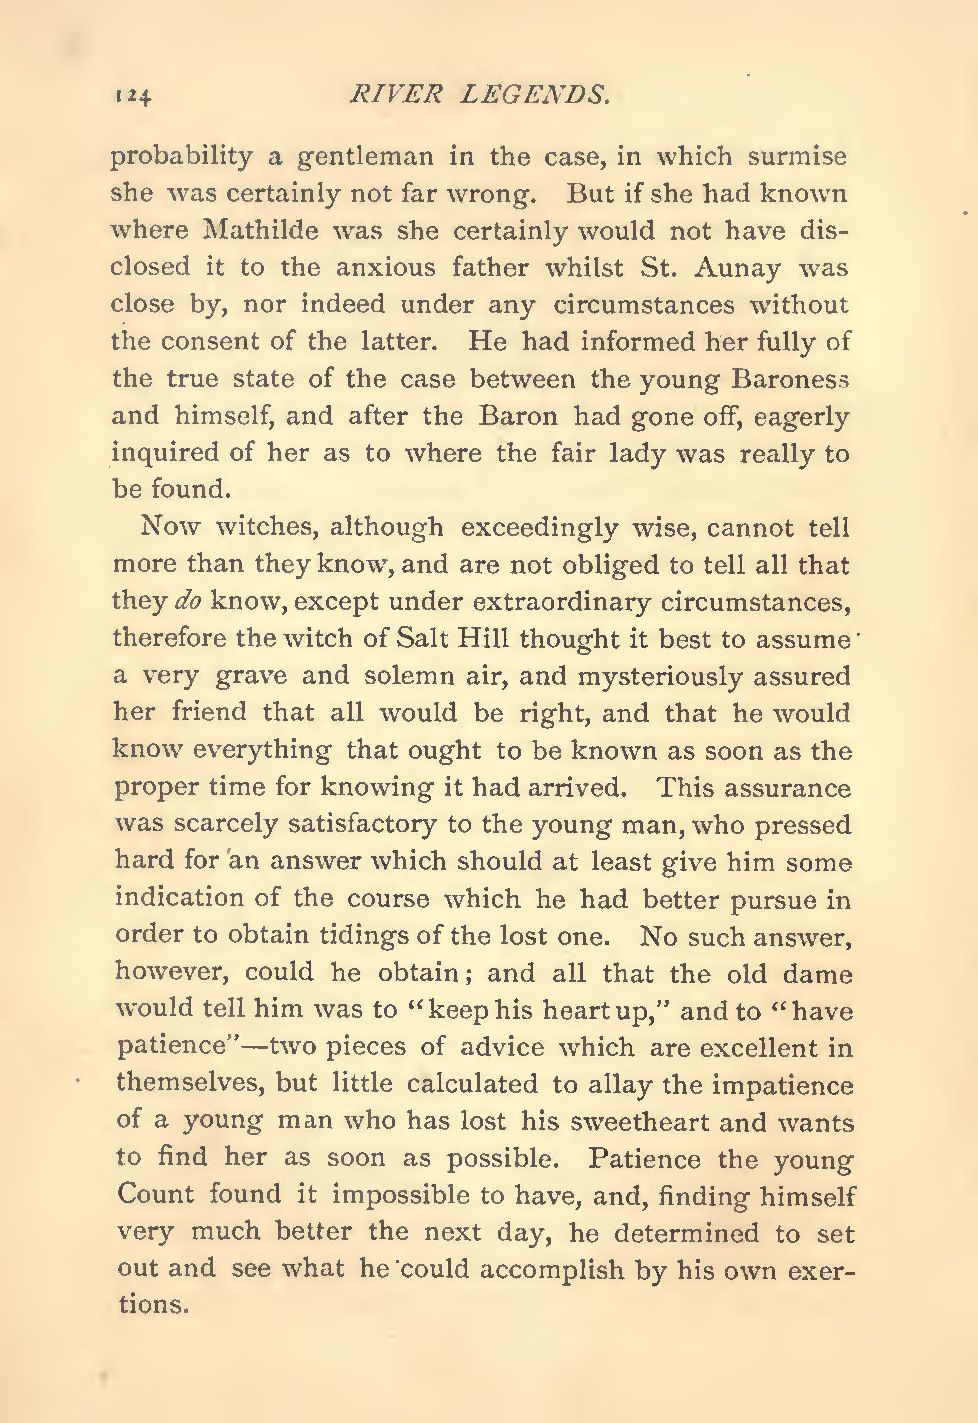 124 RIVER LEGENDS.
probability a gentleman in the case, in which surmise
she was certainly not far wrong. But if she had known
where Mathilde was she certainly would not have dis-
closed it to the anxious father whilst St. Aunay was
close by, nor indeed under any circumstances without
the consent of the latter. He had informed her fully of
the true state of the case between the young Baroness
and himself, and after the Baron had gone off, eagerly
inquired of her as to where the fair lady was really to
be found.
Now witches, although exceedingly wise, cannot tell
more than they know, and are not obliged to tell all that
they do know, except under extraordinary circumstances,
therefore the witch of Salt Hill thought it best to assume
a very grave and solemn air, and mysteriously assured
her friend that all would be right, and that he would
know everything that ought to be known as soon as the
proper time for knowing it had arrived. This assurance
was scarcely satisfactory to the young man, who pressed
hard for an answer which should at least give him some
indication of the course which he had better pursue in
order to obtain tidings of the lost one. No such answer,
however, could he obtain; and all that the old dame
would tell him was to “keep his heart up,” and to “have
patience”—two pieces of advice which are excellent in
themselves, but little calculated to allay the impatience
of a young man who has lost his sweetheart and wants
to find her as soon as possible. Patience the young
Count found it impossible to have, and, finding himself
very much better the next day, he determined to set
out and see what he could accomplish by his own exer-
tions.